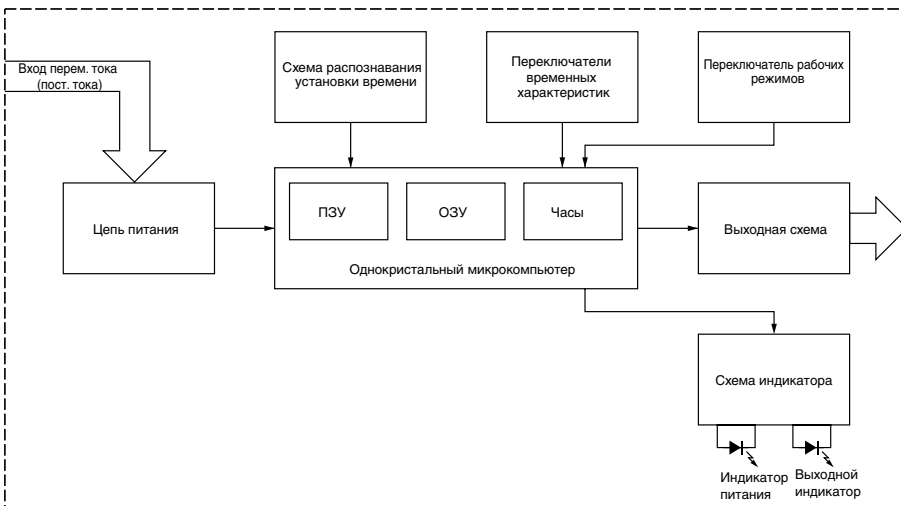 Вход перем. тока
(пост. тока)
Схема распознавания
установки времени
Переключатели
временных
характеристик
Переключатель рабочих
режимов
Цепь питания
ПЗУ
ОЗУ
Часы
Однокристальный микрокомпьютер
Выходная схема
Схема индикатора
Индикатор
питания
Выходной
индикатор